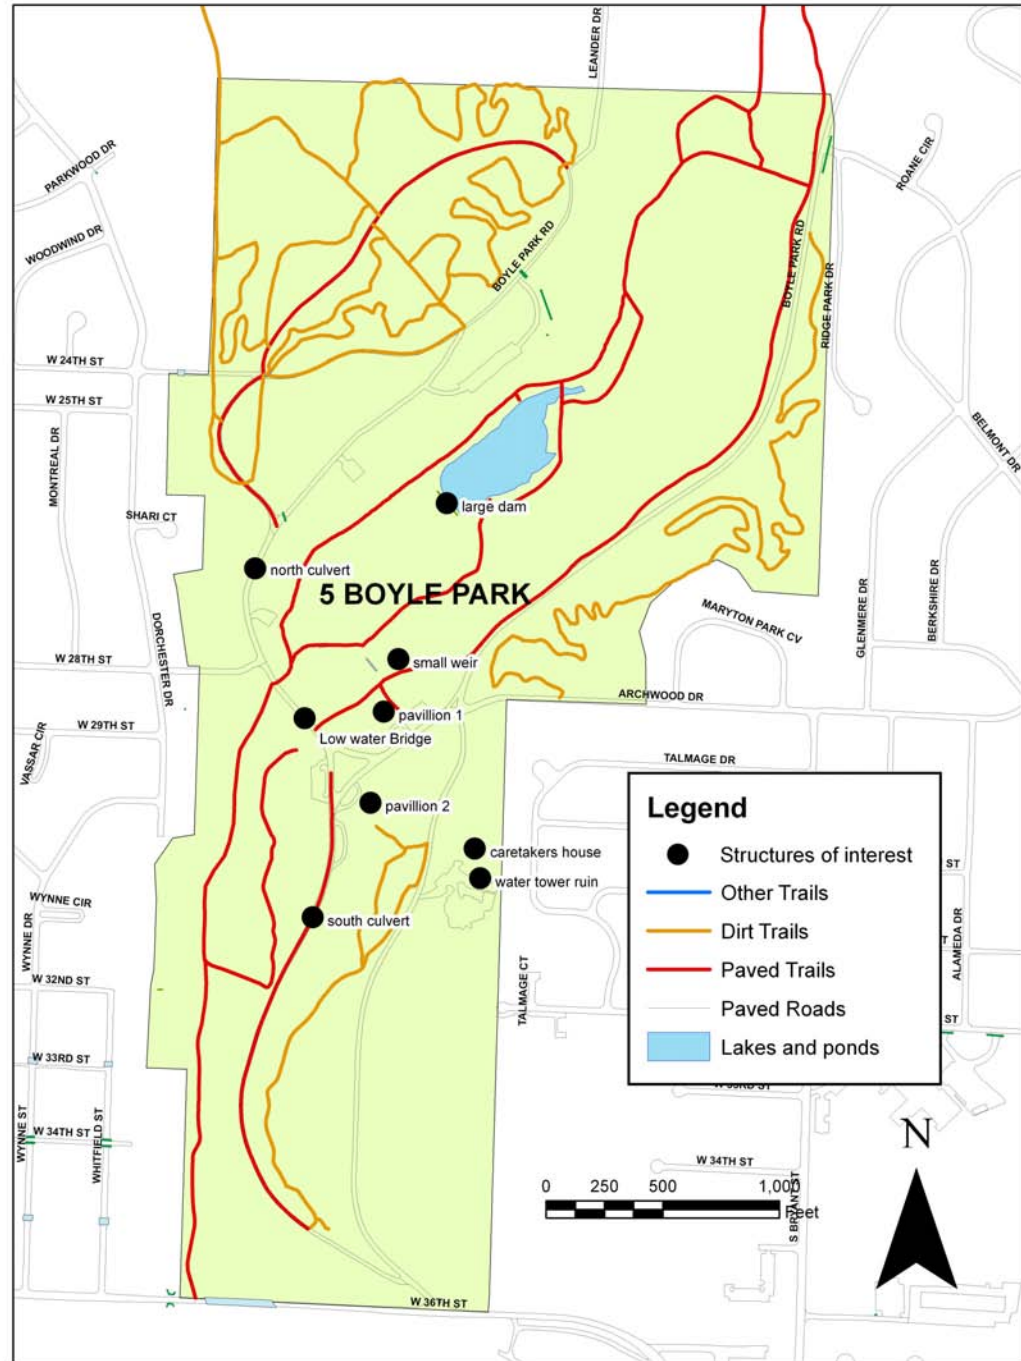 LEANDER DR
PARKWOOD DR
ROANE CIR
WOODWIND DR
BOYLE PARK RD
BOYLE PARK RD
RIDGE PARK DR
W 24TH ST
W 25TH ST
MONTREAL DR
BELMONT DR
SHARI CT
large dam
north culvert
5 BOYLE PARK
DORCHESTER DR
MARYTON PARK CV
GLENMERE DR
BERKSHIRE DR
W 28TH ST
small weir
ARCHWOOD DR
W 29TH ST
pavillion 1
VASSAR CIR
Low water Bridge
TALMAGE DR
pavillion 2
caretakers house
water tower ruin
WYNNE CIR
south culvert
WYNNE DR
W 32ND ST
TALMAGE CT
ALAMEDA DR
Legend
Structures of interest
Other Trails
Dirt Trails
Paved Trails
Paved Roads
Lakes and ponds
ST
T
ST
W 33RD ST
W 34TH ST
WYNNE ST
WHITFIELD ST
W 34TH ST
S BRYANT ST
0 250 500 1,000
Feet
N
W 36TH ST